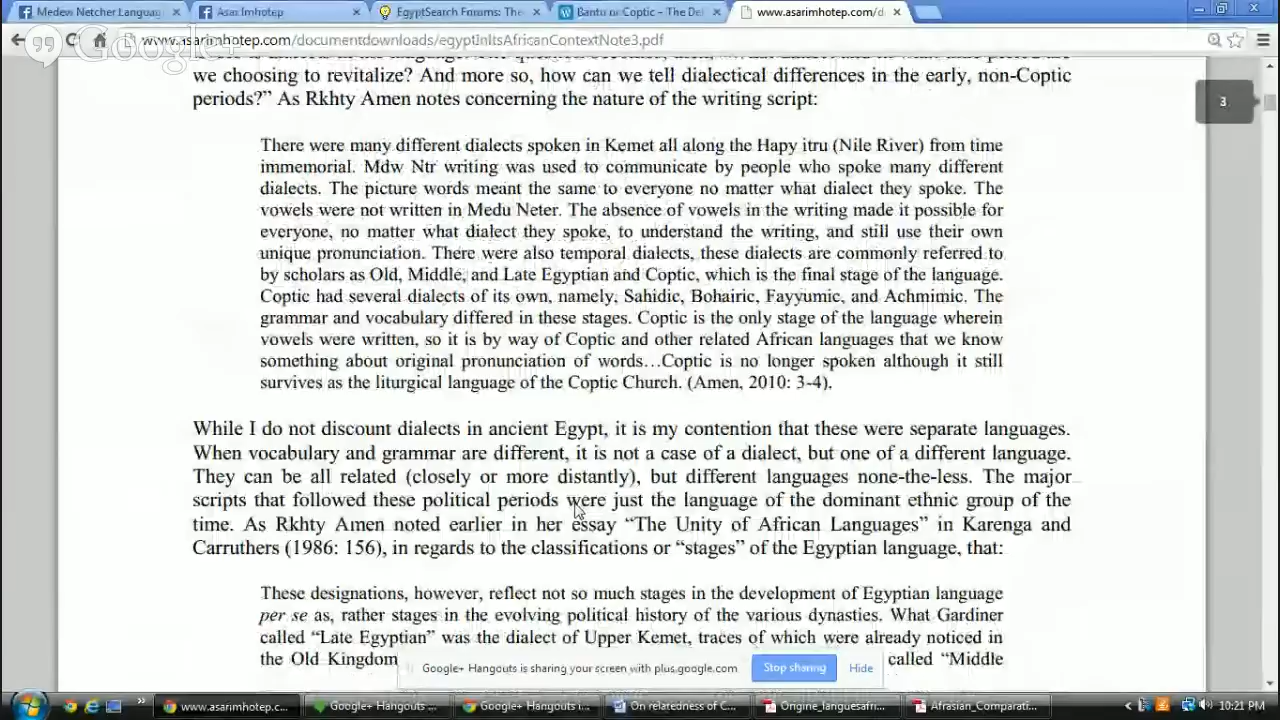 Medew Netcher Languag
Asar Imhotep
EgyptSearch Forums: The
Bantu or Coptic – The De
www.asarimhotep.com/d
www.asarimhotep.com/documentdownloads/egyptInItsAfricanContextNote3.pdf
Google+
we choosing to revitalize? And more so, how can we tell dialectical differences in the early, non-Coptic
3
periods?” As Rkhty Amen notes concerning the nature of the writing script:
There were many different dialects spoken in Kemet all along the Hapy itru (Nile River) from time
immemorial. Mdw Ntr writing was used to communicate by people who spoke many different
dialects. The picture words meant the same to everyone no matter what dialect they spoke. The
vowels were not written in Medu Neter. The absence of vowels in the writing made it possible for
everyone, no matter what dialect they spoke, to understand the writing, and still use their own
unique pronunciation. There were also temporal dialects, these dialects are commonly referred to
by scholars as Old, Middle, and Late Egyptian and Coptic, which is the final stage of the language.
Coptic had several dialects of its own, namely, Sahidic, Bohairic, Fayyumic, and Achmimic. The
grammar and vocabulary differed in these stages. Coptic is the only stage of the language wherein
vowels were written, so it is by way of Coptic and other related African languages that we know
something about original pronunciation of words…Coptic is no longer spoken although it still
survives as the liturgical language of the Coptic Church. (Amen, 2010: 3-4).
While I do not discount dialects in ancient Egypt, it is my contention that these were separate languages.
When vocabulary and grammar are different, it is not a case of a dialect, but one of a different language.
They can be all related (closely or more distantly), but different languages none-the-less. The major
scripts that followed these political periods were just the language of the dominant ethnic group of the
time. As Rkhty Amen noted earlier in her essay “The Unity of African Languages” in Karenga and
Carruthers (1986: 156), in regards to the classifications or “stages” of the Egyptian language, that:
These designations, however, reflect not so much stages in the development of Egyptian language
per se as, rather stages in the evolving political history of the various dynasties. What Gardiner
called “Late Egyptian” was the dialect of Upper Kemet, traces of which were already noticed in
the Old Kingdom called “Middle
Google+ Hangouts is sharing your screen with plus.google.com Stop sharing Hide
www.asarimhotep.c...
Google+ Hangouts ...
Google+ Hangouts i...
On relatedness of C...
Origine_languesafri...
Afrasian_Comparati...
10:21 PM